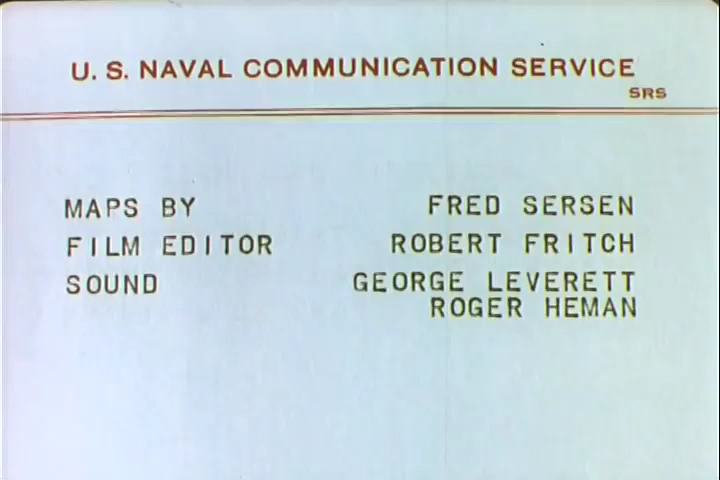 U. S. NAVAL COMMUNICATION SERVICE
SRS
MAPS BY FRED SERSEN
FILM EDITOR ROBERT FRITCH
SOUND GEORGE LEVERETT
ROGER HEMAN